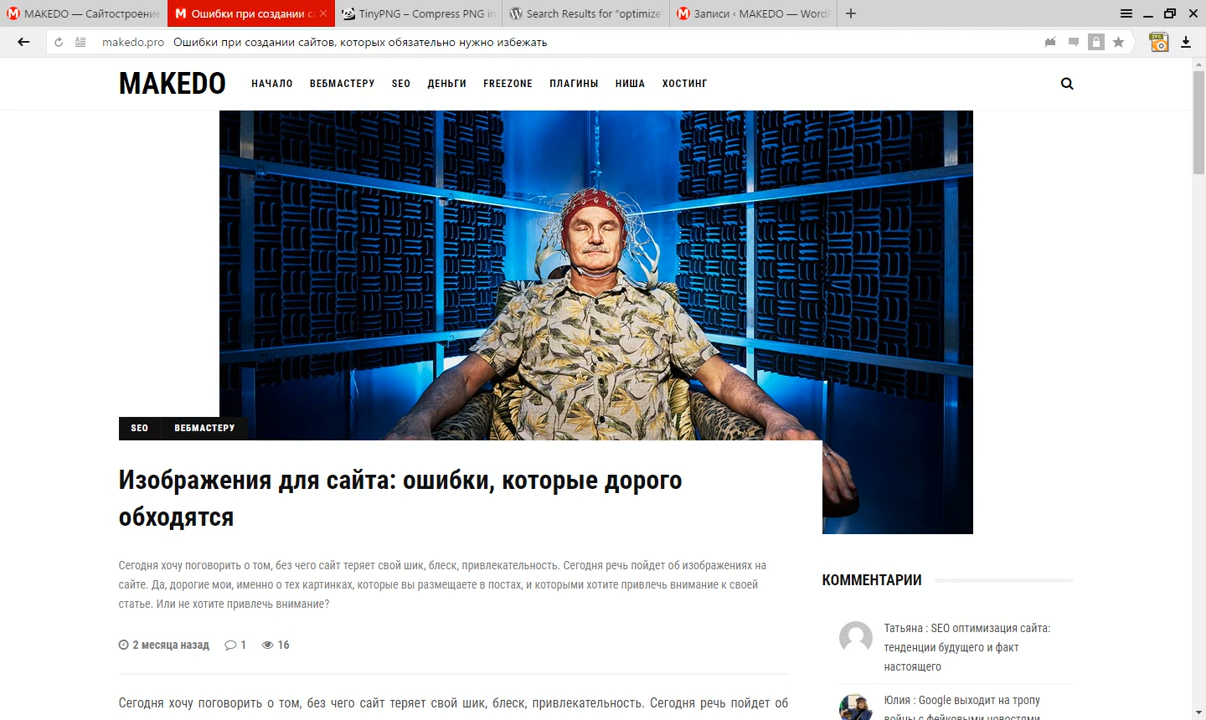 MAKEDO — Сайтостроение
Ошибки при создании са
TinyPNG – Compress PNG
Search Results for “optimize
Записи ‹ MAKEDO — Word
makedo.pro Ошибки при создании сайтов, которых обязательно нужно избежать
MAKEDO
НАЧАЛО ВЕБМАСТЕРУ SEO ДЕНЬГИ FREEZONE ПЛАГИНЫ НИША ХОСТИНГ
SEO ВЕБМАСТЕРУ
Изображения для сайта: ошибки, которые дорого
обходятся
Сегодня хочу поговорить о том, без чего сайт теряет свой шик, блеск, привлекательность. Сегодня речь пойдет об изображениях на
сайте. Да, дорогие мои, именно о тех картинках, которые вы размещаете в постах, и которыми хотите привлечь внимание к своей
статье. Или не хотите привлечь внимание?
2 месяца назад 1 16
Сегодня хочу поговорить о том, без чего сайт теряет свой шик, блеск, привлекательность. Сегодня речь пойдет об
КОММЕНТАРИИ
Татьяна : SEO оптимизация сайта:
тенденции будущего и факт
настоящего
Юлия : Google выходит на тропу
войны с фейковыми новостями